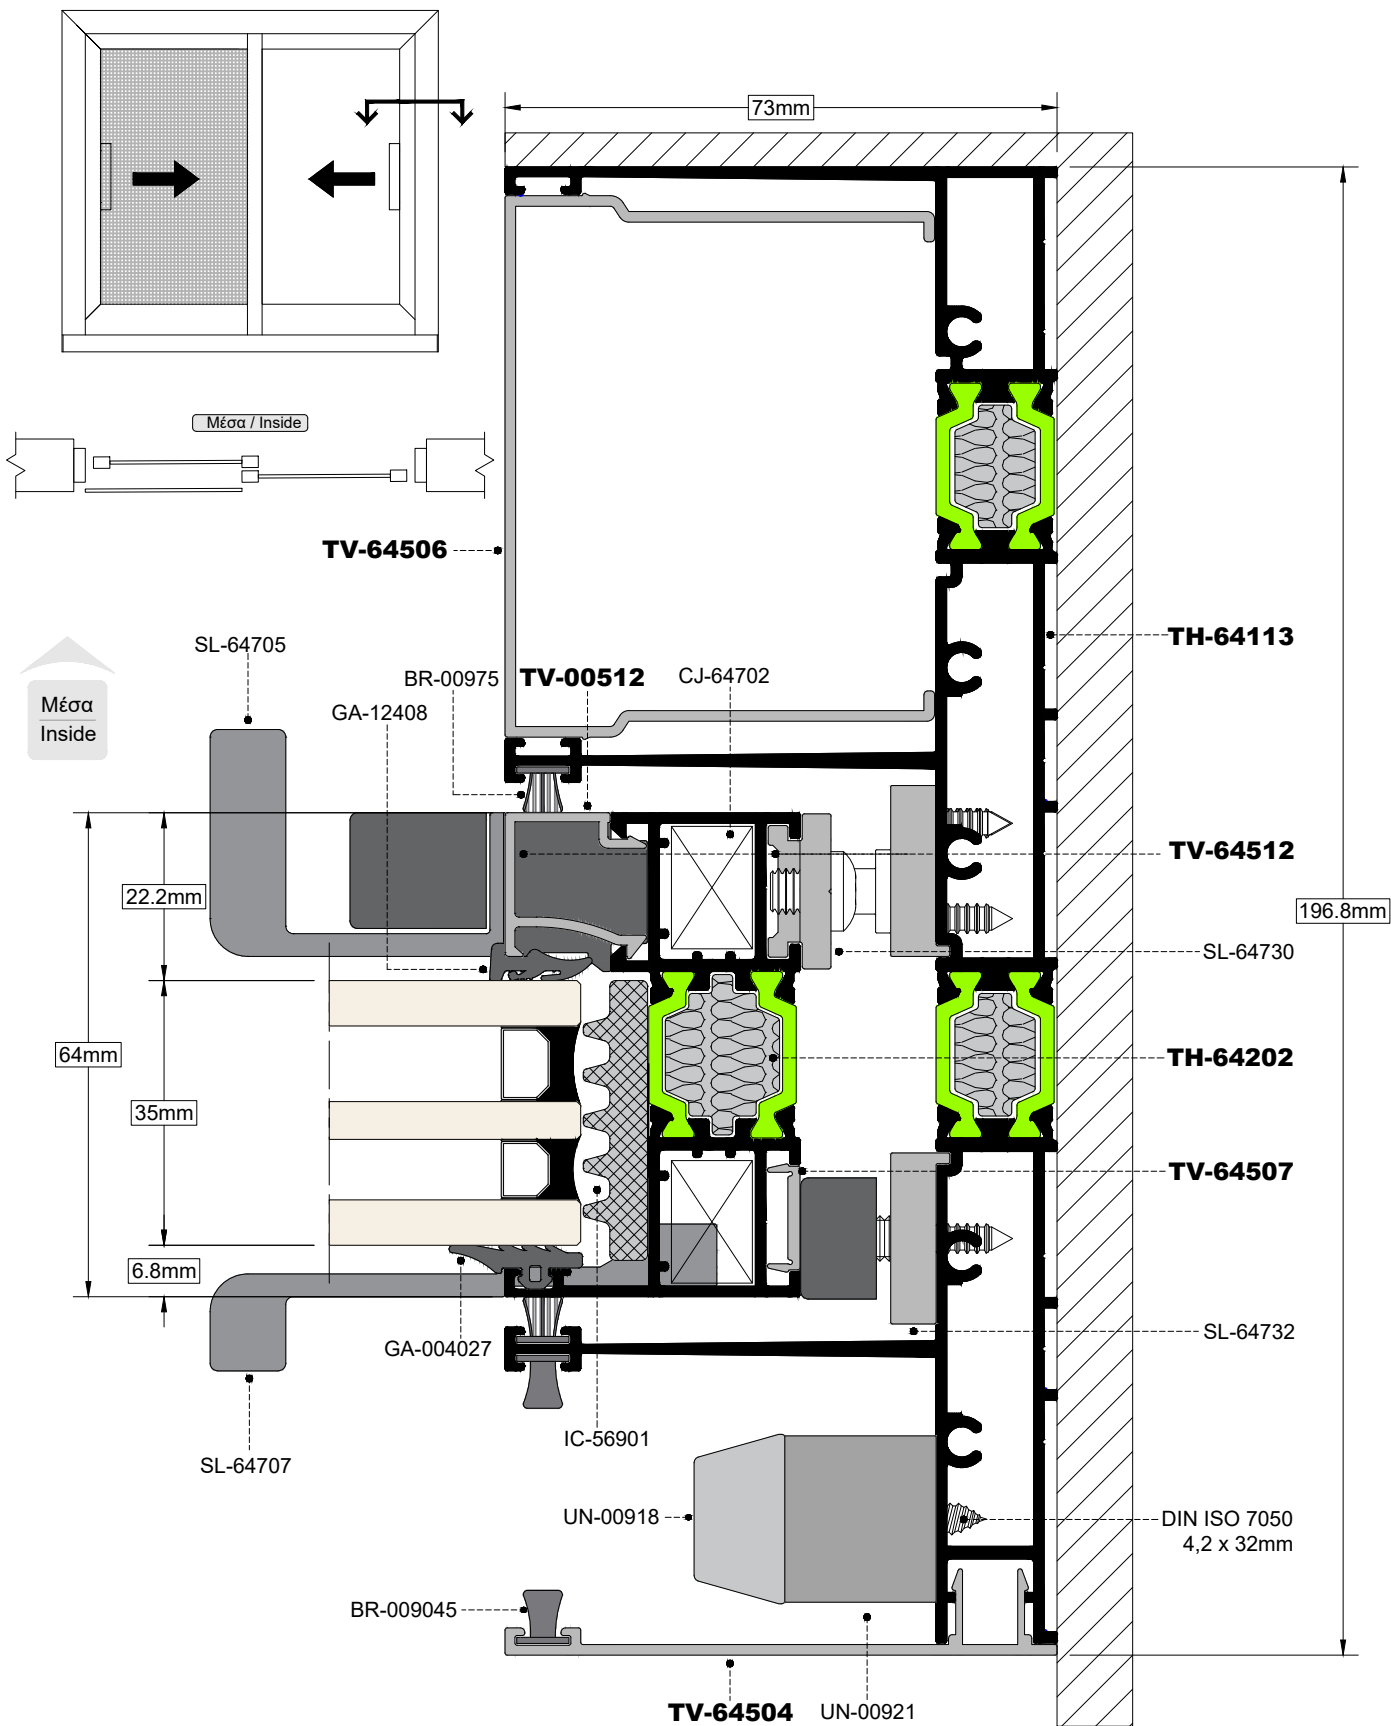 73mm
Μέσα / Inside
TV-64506
TH-64113
SL-64705
BR-00975
TV-00512
CJ-64702
GA-12408
Μέσα
Inside
TV-64512
22.2mm
196.8mm
SL-64730
64mm
TH-64202
35mm
TV-64507
6.8mm
SL-64732
GA-004027
IC-56901
SL-64707
UN-00918
DIN ISO 7050
4,2 x 32mm
BR-009045
TV-64504
UN-00921